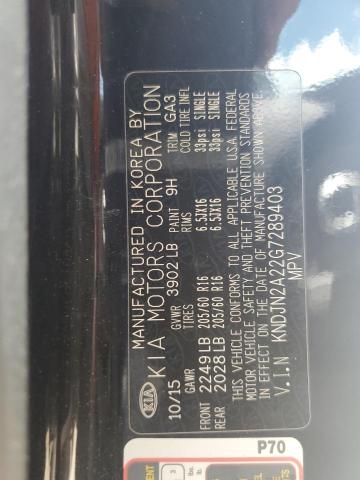 MANUFACTURED IN KOREA BY
KIA KIA MOTORS CORPORATION
10/15 GVWR 3902 LB PAINT 9H TRIM GA3
GAWR RIMS COLD TIRE INFL
FRONT 2249 LB 205/60 R16 6.5JX16 33psi SINGLE
REAR 2028 LB 205/60 R16 6.5JX16 33psi SINGLE
THIS VEHICLE CONFORMS TO ALL APPLICABLE U.S.A. FEDERAL
MOTOR VEHICLE SAFETY AND THEFT PREVENTION STANDARDS
IN EFFECT ON THE DATE OF MANUFACTURE SHOWN ABOVE.
V.I.N KNDJN2A22G7289403
MPV
P70